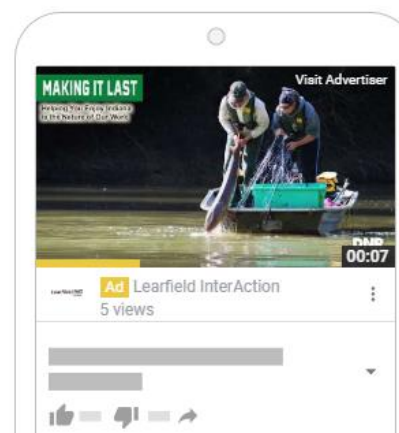 MAKING IT LAST
Visit Advertiser
Helping You Enjoy Indiana
is the Nature of Our Work
DNR
00:07
Ad Learfield InterAction
5 views